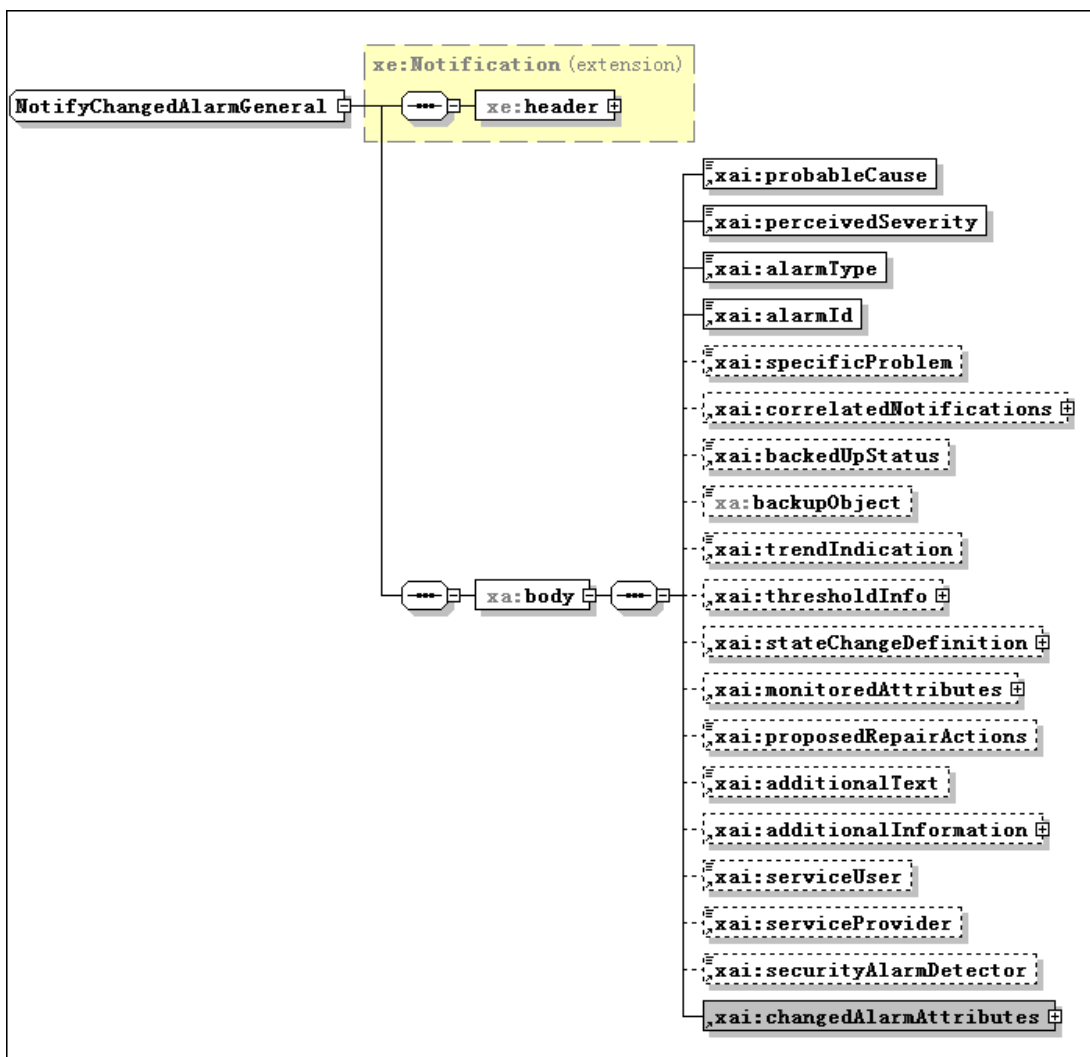 xe:Notification (extension)
NotifyChangedAlarmGeneral
xe:header
xai:probableCause
xai:perceivedSeverity
xai:alarmType
xai:alarmId
xai:specificProblem
xai:correlatedNotifications
xai:backedUpStatus
xa:backupObject
xai:trendIndication
xa:body
xai:thresholdInfo
xai:stateChangeDefinition
xai:monitoredAttributes
xai:proposedRepairActions
xai:additionalText
xai:additionalInformation
xai:serviceUser
xai:serviceProvider
xai:securityAlarmDetector
xai:changedAlarmAttributes